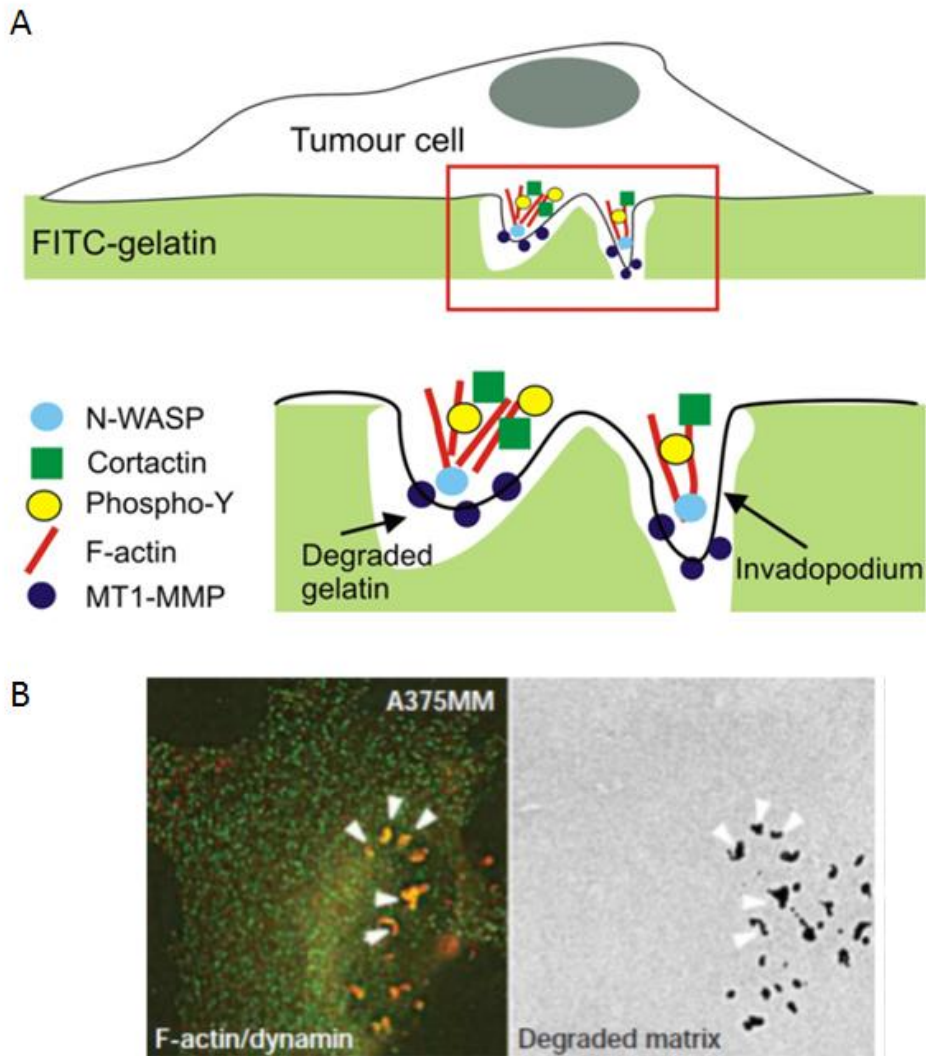 A
Tumour cell
FITC-gelatin
N-WASP
Cortactin
Phospho-Y
F-actin
MT1-MMP
Degraded
gelatin
Invadopodium
B
A375MM
F-actin/dynamin
Degraded matrix